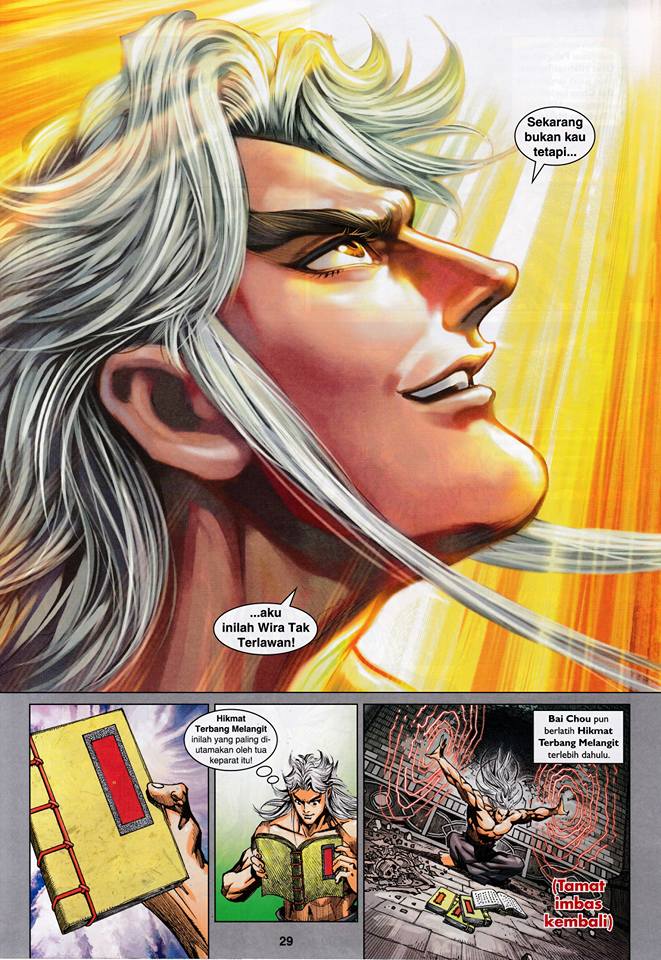 Sekarang
bukan kau
tetapi...
...aku
inilah Wira Tak
Terlawan!
Hikmat
Terbang Melangit
inilah yang paling di-
utamakan oleh tua
keparat itu!
Bai Chou pun
berlatih Hikmat
Terbang Melangit
terlebih dahulu.
(Tamat
imbas
kembali)
29